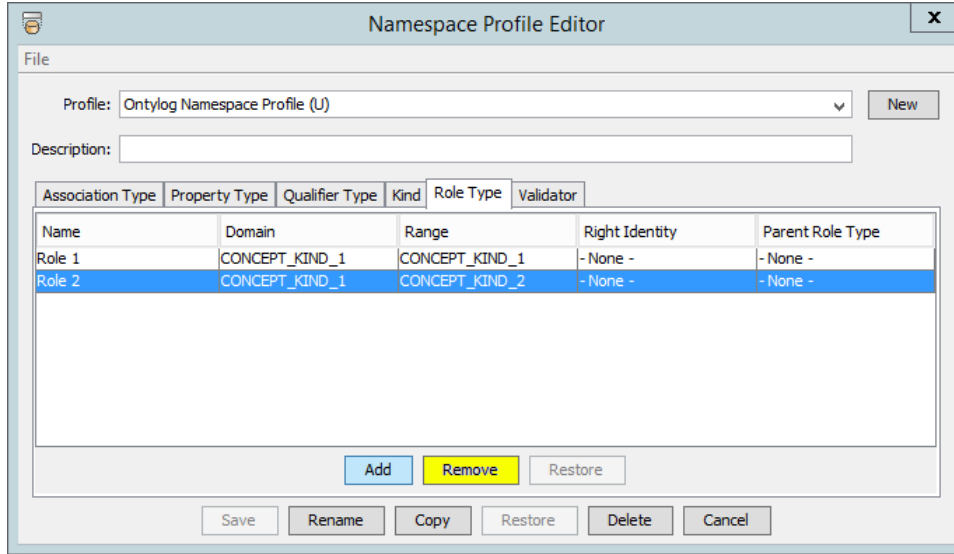 Namespace Profile Editor X
File
Profile: Ontylog Namespace Profile (U) New
Description:
Association Type Property Type Qualifier Type Kind Role Type Validator
Name Domain Range Right Identity Parent Role Type
Role 1 CONCEPT_KIND_1 CONCEPT_KIND_1 - None - - None -
Role 2 CONCEPT_KIND_1 CONCEPT_KIND_2 - None - - None -
Add Remove Restore
Save Rename Copy Restore Delete Cancel